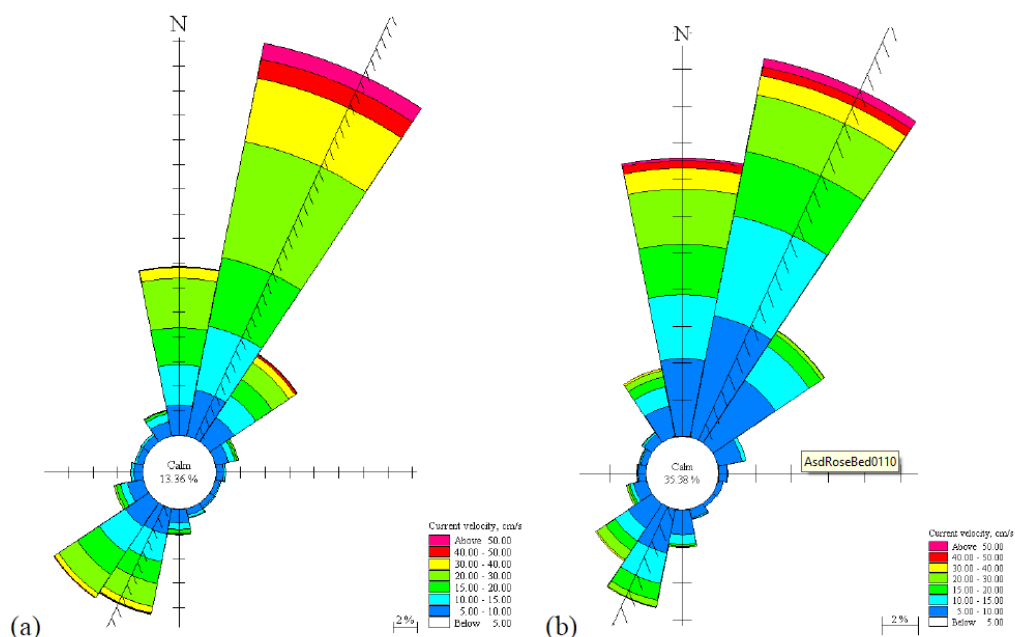 N
Calm
13.36 %
Current velocity, cm/s
Above 50.00
40.00 - 50.00
30.00 - 40.00
20.00 - 30.00
15.00 - 20.00
10.00 - 15.00
5.00 - 10.00
Below 5.00
2%
(a)
N
Calm
35.38 %
AsdRoseBed0110
Current velocity, cm/s
Above 50.00
40.00 - 50.00
30.00 - 40.00
20.00 - 30.00
15.00 - 20.00
10.00 - 15.00
5.00 - 10.00
Below 5.00
2%
(b)